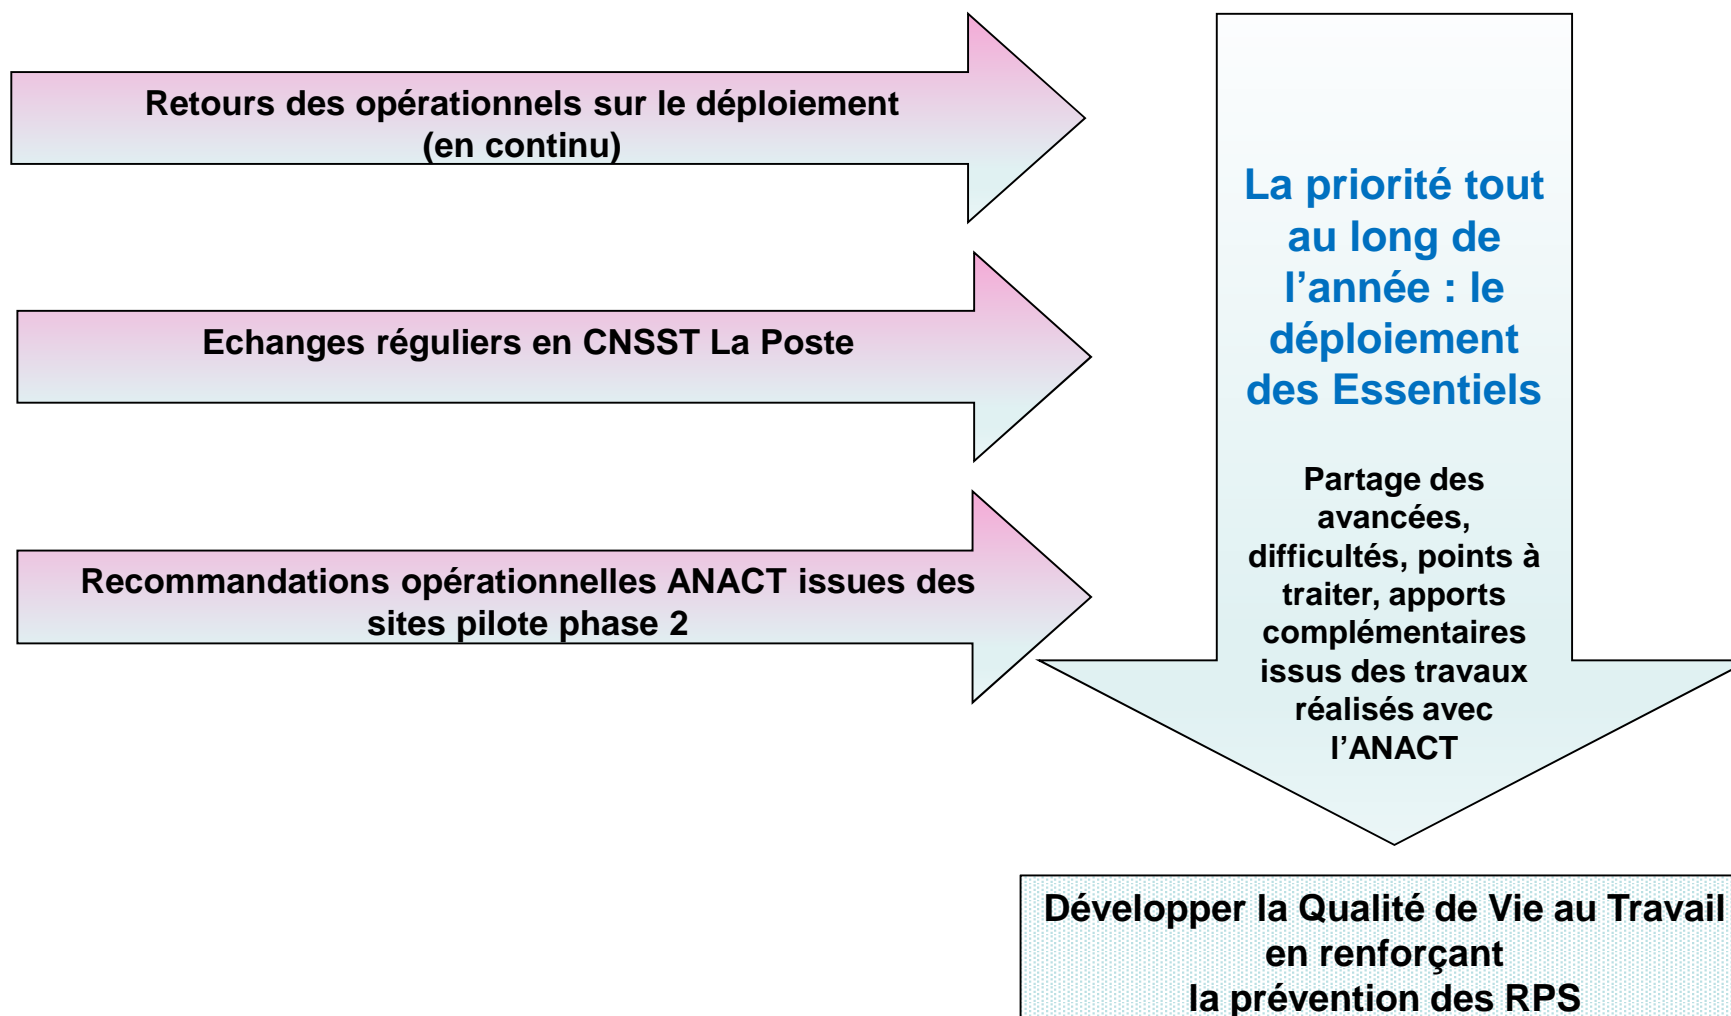 Retours des opérationnels sur le déploiement
(en continu)
Echanges réguliers en CNSST La Poste
Recommandations opérationnelles ANACT issues des
sites pilote phase 2
La priorité tout
au long de
l’année : le
déploiement
des Essentiels
Partage des
avancées,
difficultés, points à
traiter, apports
complémentaires
issus des travaux
réalisés avec
l’ANACT
Développer la Qualité de Vie au Travail
en renforçant
la prévention des RPS